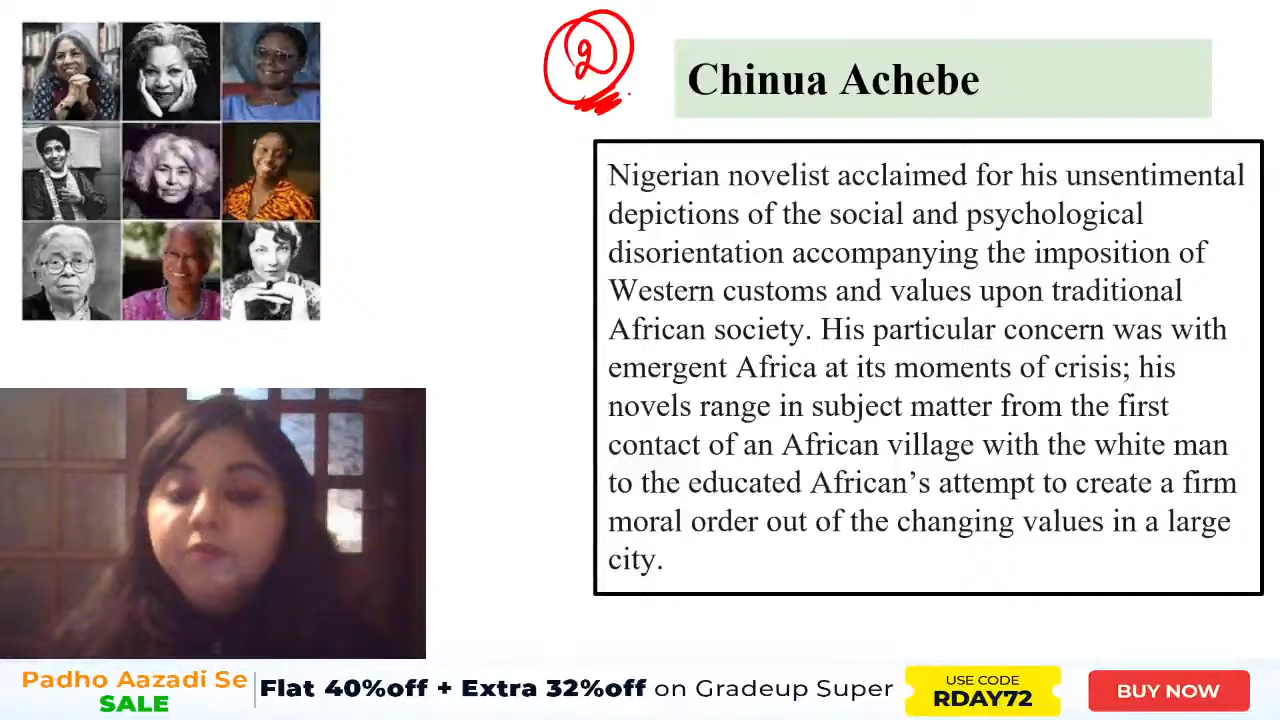 2
Chinua Achebe
Nigerian novelist acclaimed for his unsentimental
depictions of the social and psychological
disorientation accompanying the imposition of
Western customs and values upon traditional
African society. His particular concern was with
emergent Africa at its moments of crisis; his
novels range in subject matter from the first
contact of an African village with the white man
to the educated African’s attempt to create a firm
moral order out of the changing values in a large
city.
Padho Aazadi Se
SALE
Flat 40%off + Extra 32%off on Gradeup Super
USE CODE
RDAY72
BUY NOW